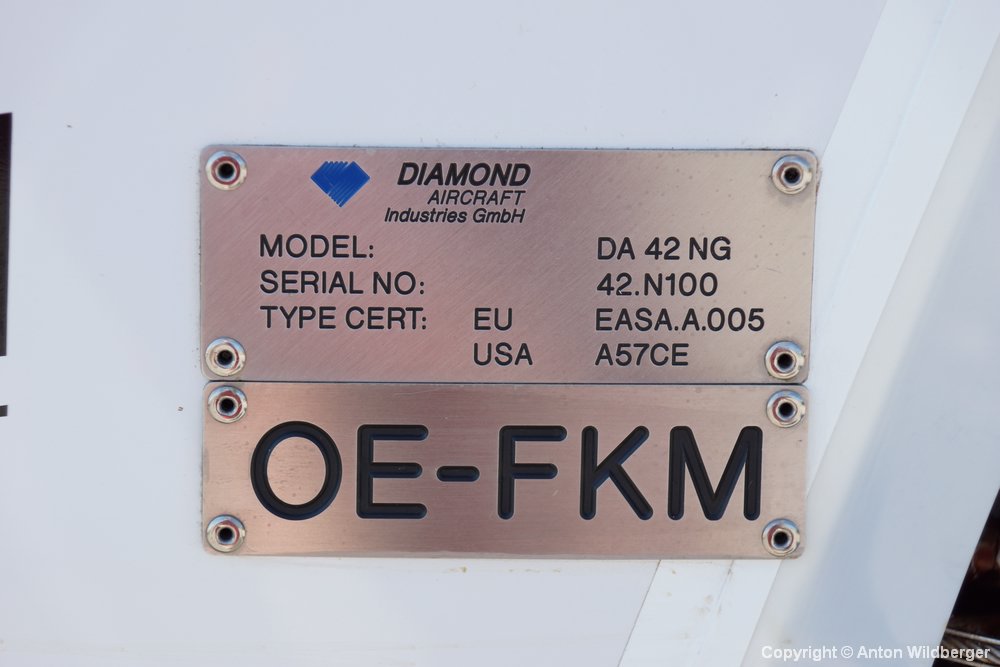 DIAMOND
AIRCRAFT
Industries GmbH
MODEL: DA 42 NG
SERIAL NO: 42.N100
TYPE CERT: EU EASA.A.005
USA A57CE
OE-FKM
Copyright © Anton Wildberger